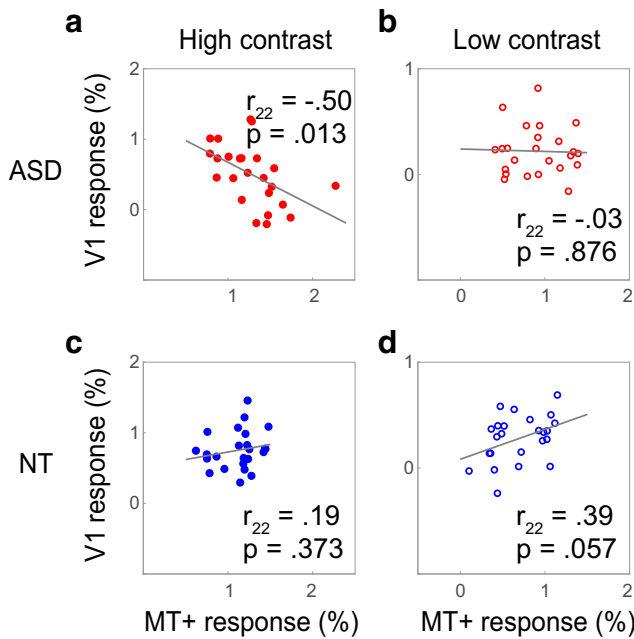 a
b
High contrast
Low contrast
ASD
V1 response (%)
2
1
0
1
2
r22 = -.50
p = .013
1
0
0
1
2
r22 = -.03
p = .876
c
d
NT
V1 response (%)
2
1
0
1
2
r22 = .19
p = .373
1
0
0
1
2
r22 = .39
p = .057
MT+ response (%)
MT+ response (%)